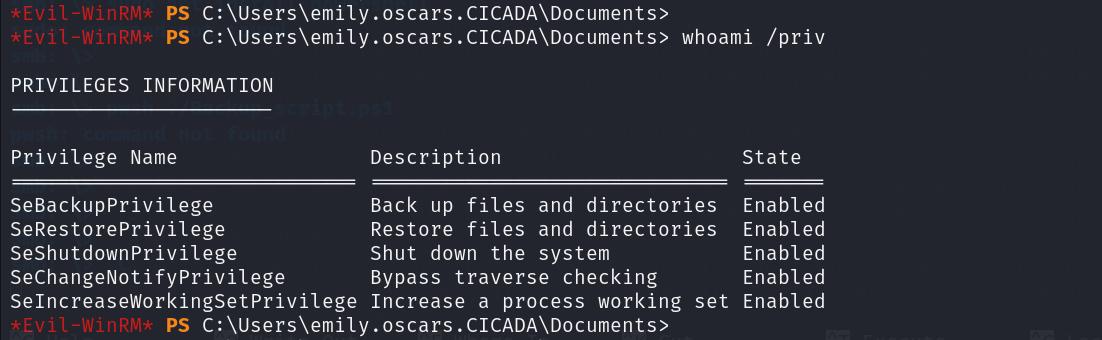 *Evil-WinRM* PS C:\Users\emily.oscars.CICADA\Documents>
*Evil-WinRM* PS C:\Users\emily.oscars.CICADA\Documents> whoami /priv
PRIVILEGES INFORMATION
----------------------
Privilege Name Description State
============================= ============================== =======
SeBackupPrivilege Back up files and directories Enabled
SeRestorePrivilege Restore files and directories Enabled
SeShutdownPrivilege Shut down the system Enabled
SeChangeNotifyPrivilege Bypass traverse checking Enabled
SeIncreaseWorkingSetPrivilege Increase a process working set Enabled
*Evil-WinRM* PS C:\Users\emily.oscars.CICADA\Documents>